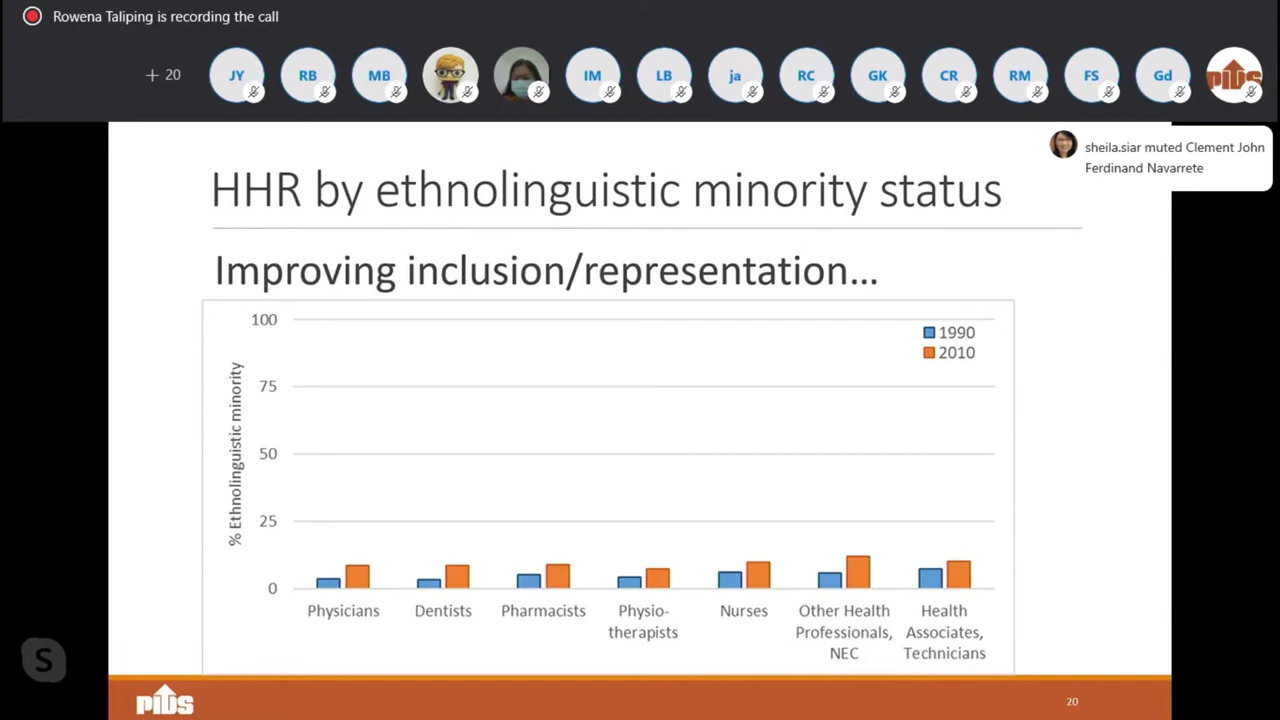 Rowena Taliping is recording the call
+ 20
JY
RB
MB
IM
LB
ja
RC
GK
CR
RM
FS
Gd
PIDS
sheila.siar muted Clement John
Ferdinand Navarrete
HHR by ethnolinguistic minority status
Improving inclusion/representation...
% Ethnolinguistic minority
100
75
50
25
0
1990
2010
Physicians
Dentists
Pharmacists
Physio-
therapists
Nurses
Other Health
Professionals,
NEC
Health
Associates,
Technicians
S
PIDS
20